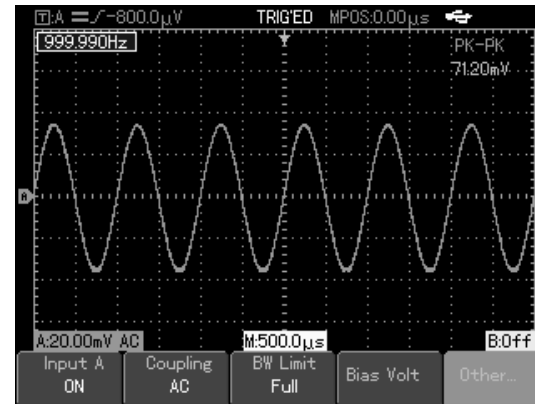 T:A -800.0μV TRIG'ED MPOS:0.00μs
999.990Hz PK-PK
71.20mV
A
A:20.00mV AC M:500.0μs B:Off
Input A Coupling BW Limit Bias Volt Other...
ON AC Full